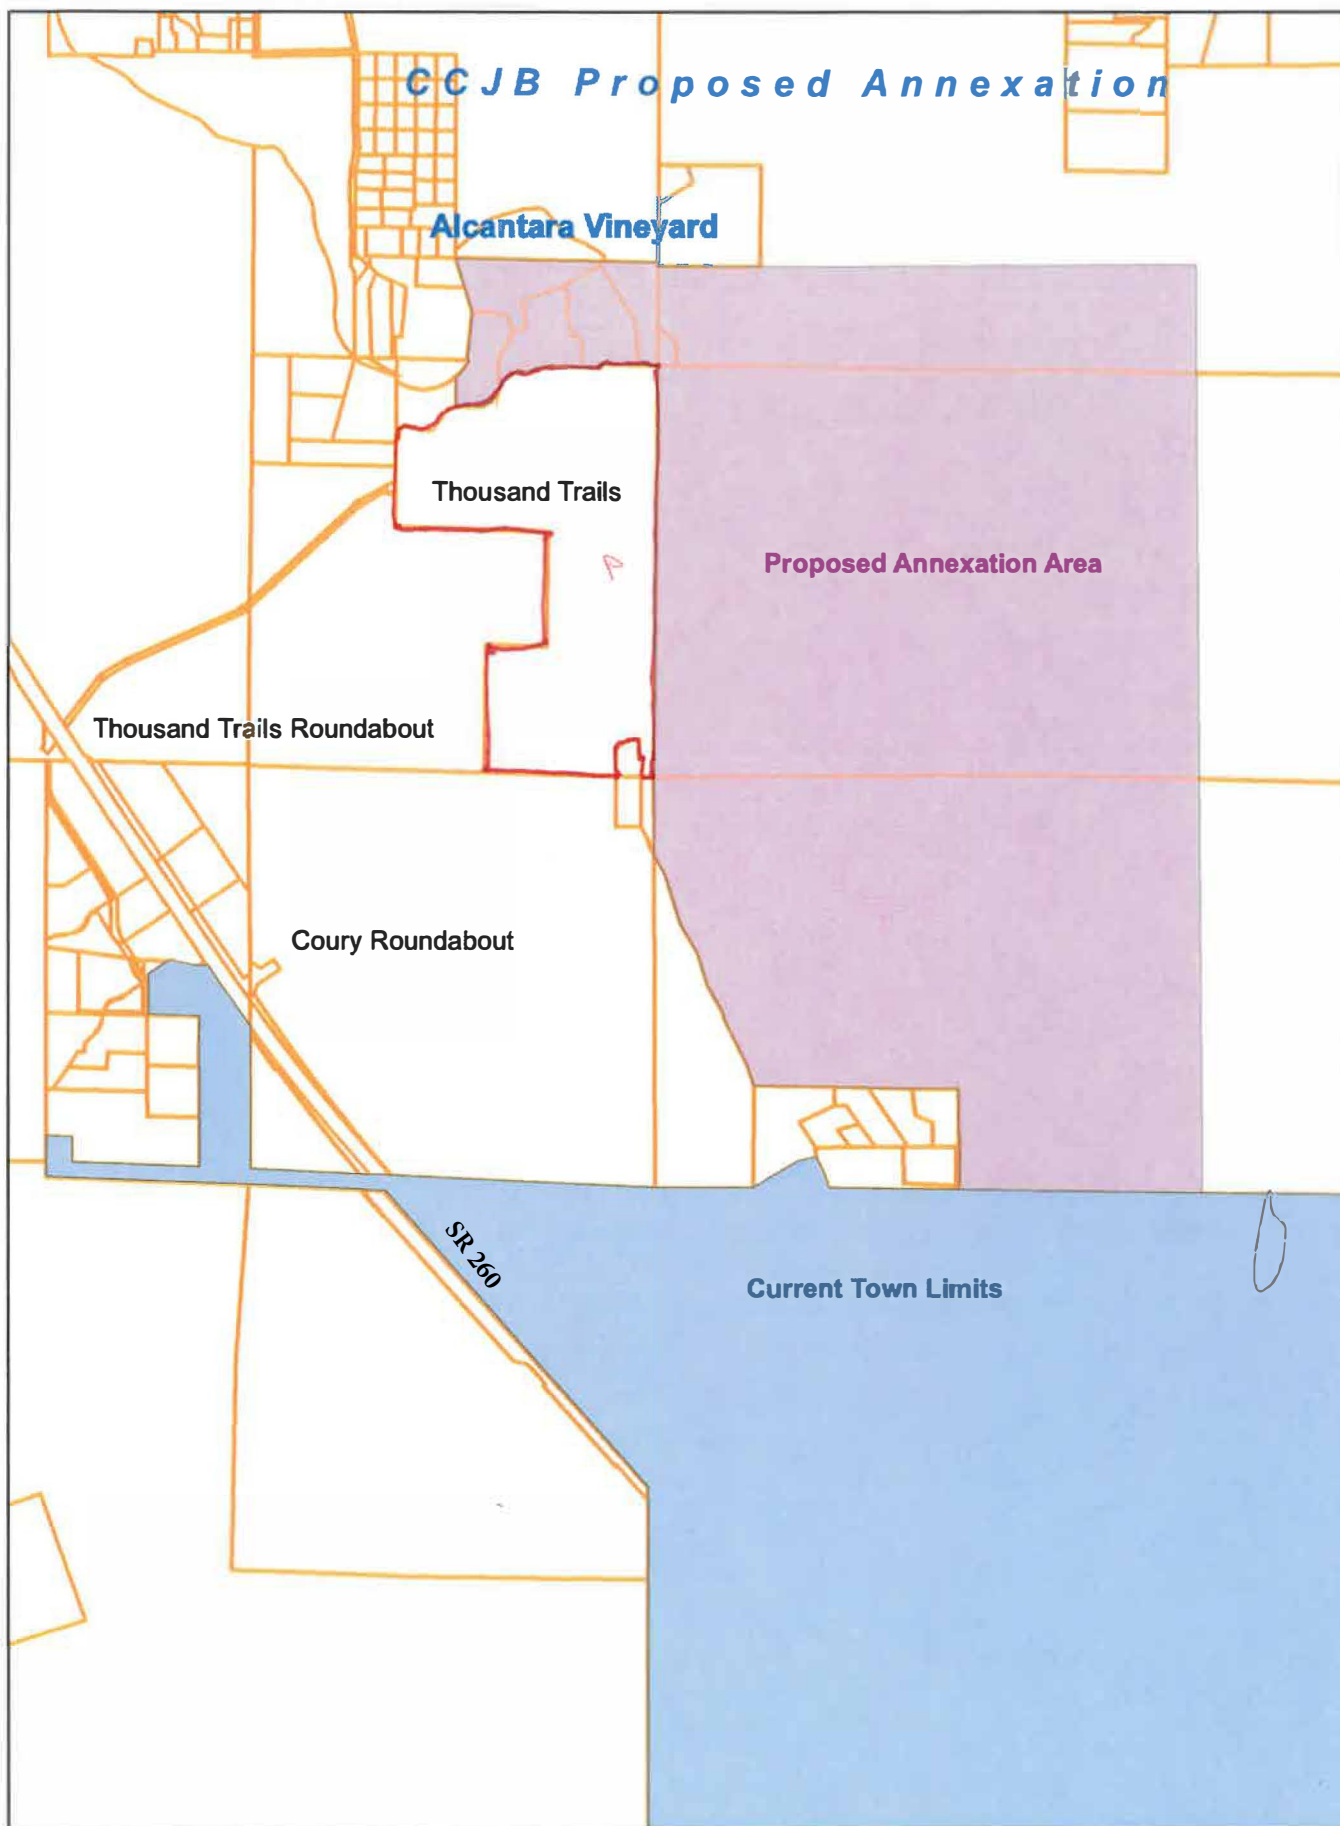 CCJB Proposed Annexation
Alcantara Vineyard
Thousand Trails
Proposed Annexation Area
Thousand Trails Roundabout
Coury Roundabout
SR 260
Current Town Limits